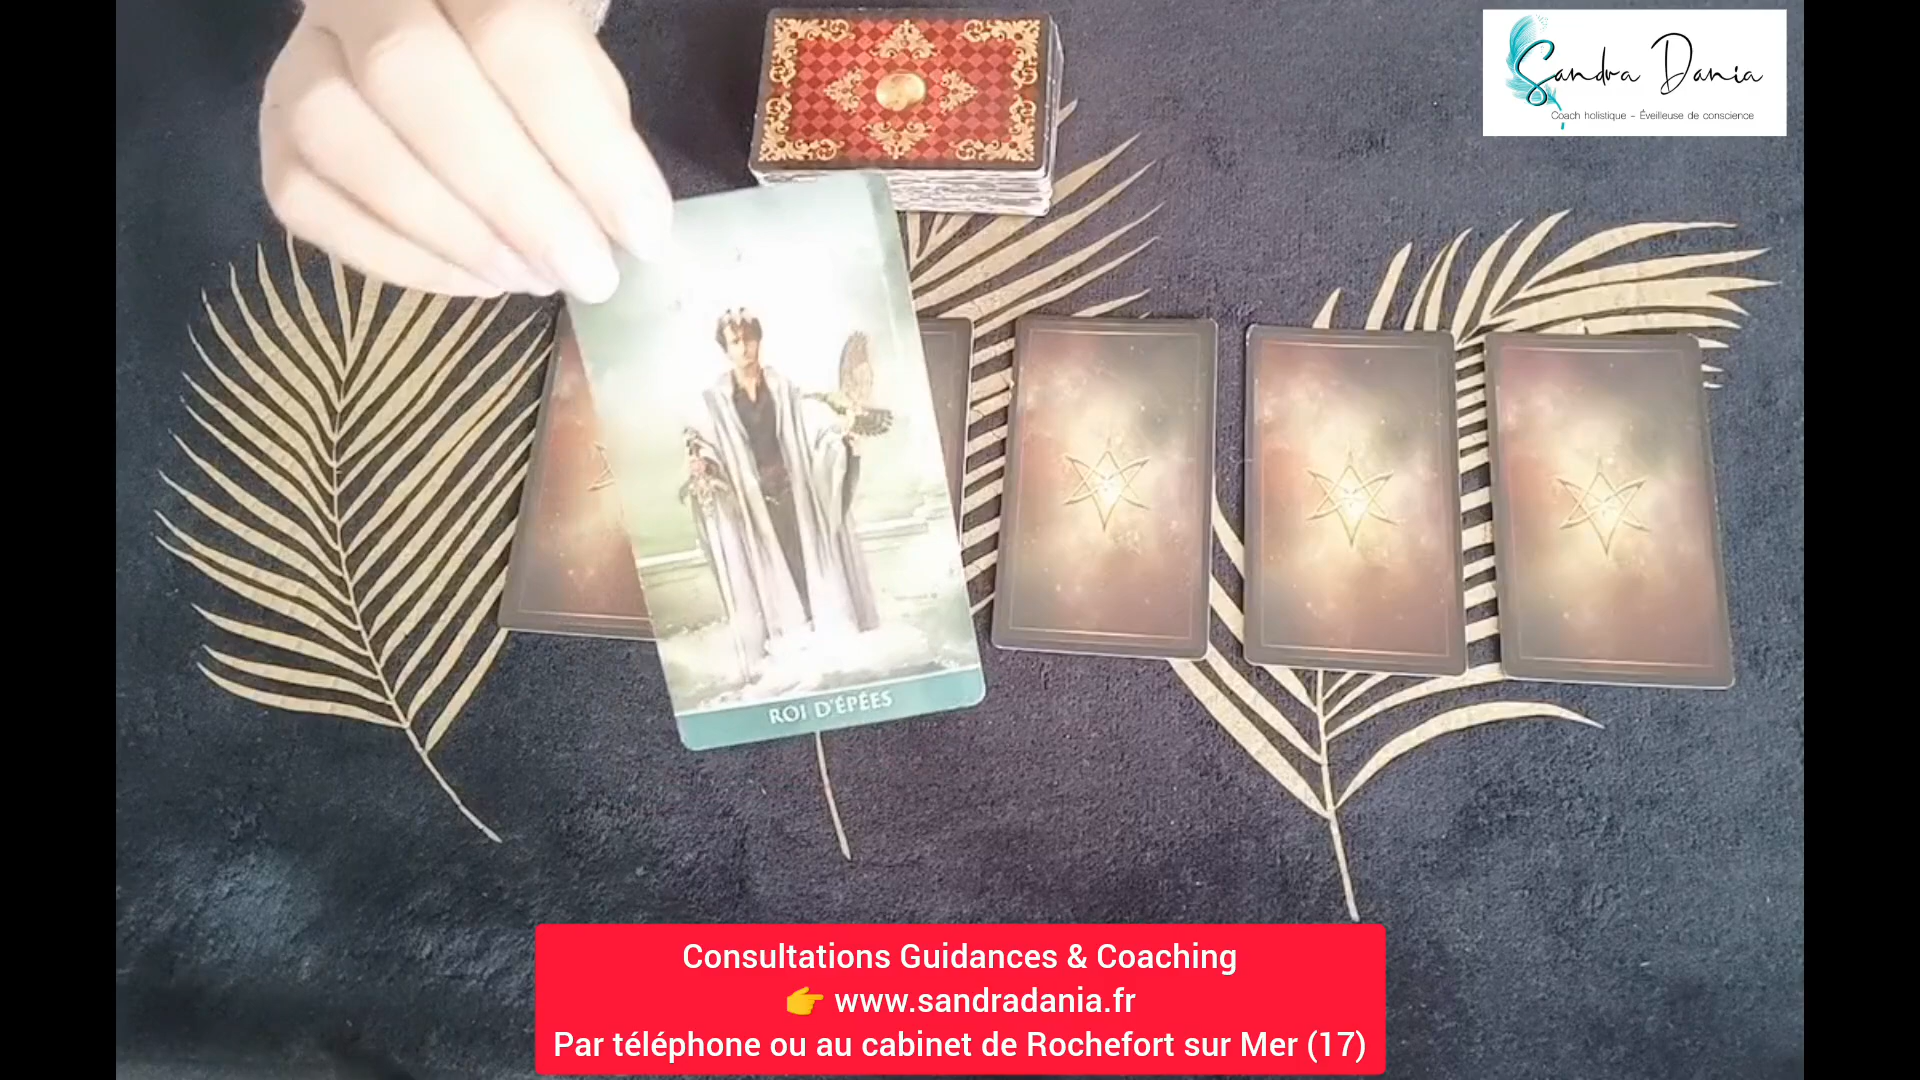 Sandra Dania
Coach holistique - Éveilleuse de conscience
ROI D'ÉPÉES
Consultations Guidances & Coaching
👉 www.sandradania.fr
Par téléphone ou au cabinet de Rochefort sur Mer (17)